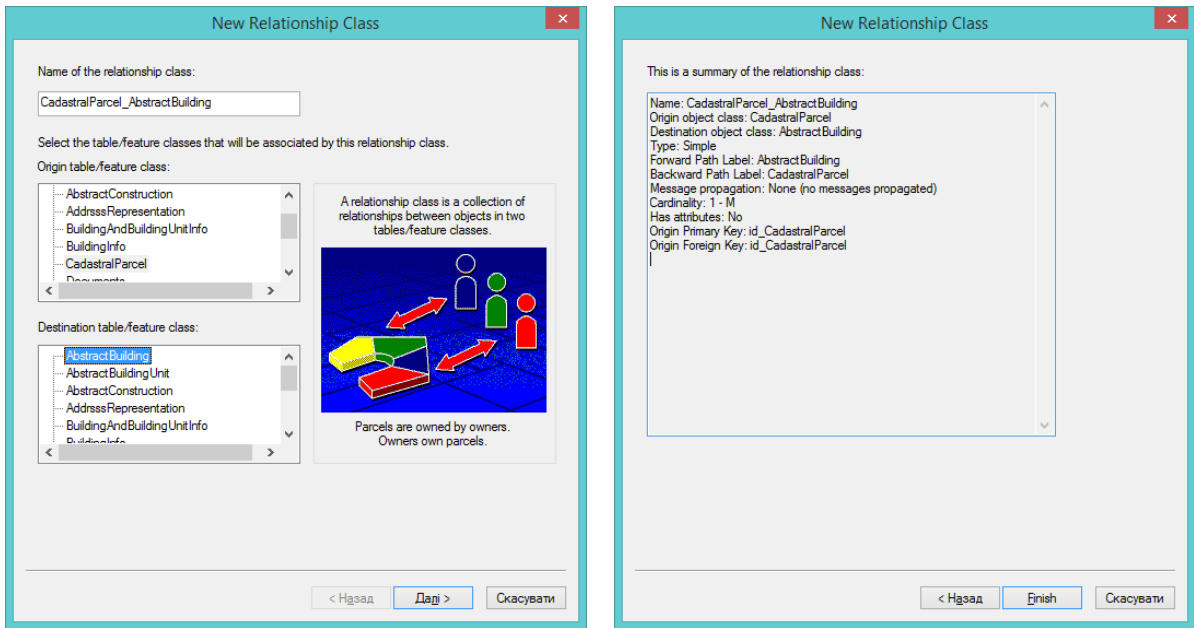 New Relationship Class
Name of the relationship class:
CadastralParcel_AbstractBuilding
Select the table/feature classes that will be associated by this relationship class.
Origin table/feature class:
AbstractConstruction
AddrsssRepresentation
BuildingAndBuildingUnitInfo
BuildingInfo
CadastralParcel
Documents
A relationship class is a collection of
relationships between objects in two
tables/feature classes.
Destination table/feature class:
AbstractBuilding
AbstractBuildingUnit
AbstractConstruction
AddrsssRepresentation
BuildingAndBuildingUnitInfo
BuildingInfo
Parcels are owned by owners.
Owners own parcels.
< Назад
Далі >
Скасувати
New Relationship Class
This is a summary of the relationship class:
Name: CadastralParcel_AbstractBuilding
Origin object class: CadastralParcel
Destination object class: AbstractBuilding
Type: Simple
Forward Path Label: AbstractBuilding
Backward Path Label: CadastralParcel
Message propagation: None (no messages propagated)
Cardinality: 1 - M
Has attributes: No
Origin Primary Key: id_CadastralParcel
Origin Foreign Key: id_CadastralParcel
< Назад
Finish
Скасувати